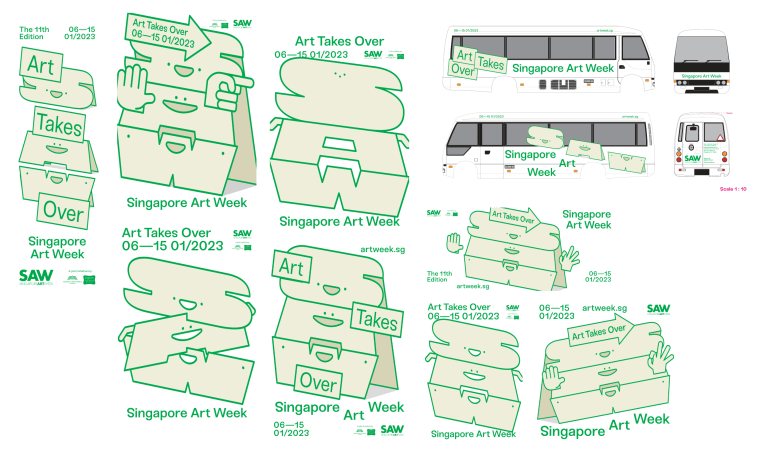 The 11th
Edition
06—15
01/2023
Art
Takes
Over
Singapore
Art Week
SAW
Art Takes Over
06—15 01/2023
SAW
Singapore Art Week
Art Takes Over
06—15 01/2023
SAW
Singapore Art Week
Art Takes Over
06—15 01/2023
SAW
Singapore Art Week
artweek.sg
Art
Takes
Over
Singapore
Art
Week
06—15
01/2023
SAW
06—15 01/2023
artweek.sg
Art
Takes
Over
Singapore Art Week
Singapore Art Week
06—15 01/2023
artweek.sg
Singapore
Art
Week
SAW
Scale 1 : 10
SAW
Art Takes Over
Singapore
Art Week
The 11th
Edition
artweek.sg
06—15
01/2023
Art Takes Over
06—15 01/2023
SAW
Singapore Art Week
06—15
01/2023
artweek.sg
SAW
Art Takes Over
Singapore
Art
Week